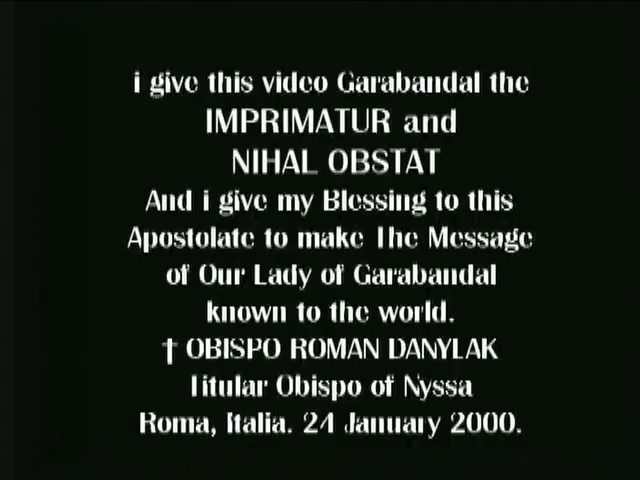 i give this video Garabandal the
IMPRIMATUR and
NIHAL OBSTAT
And i give my Blessing to this
Apostolate to make The Message
of Our Lady of Garabandal
known to the world.
† OBISPO ROMAN DANYLAK
Titular Obispo of Nyssa
Roma, Italia. 24 January 2000.